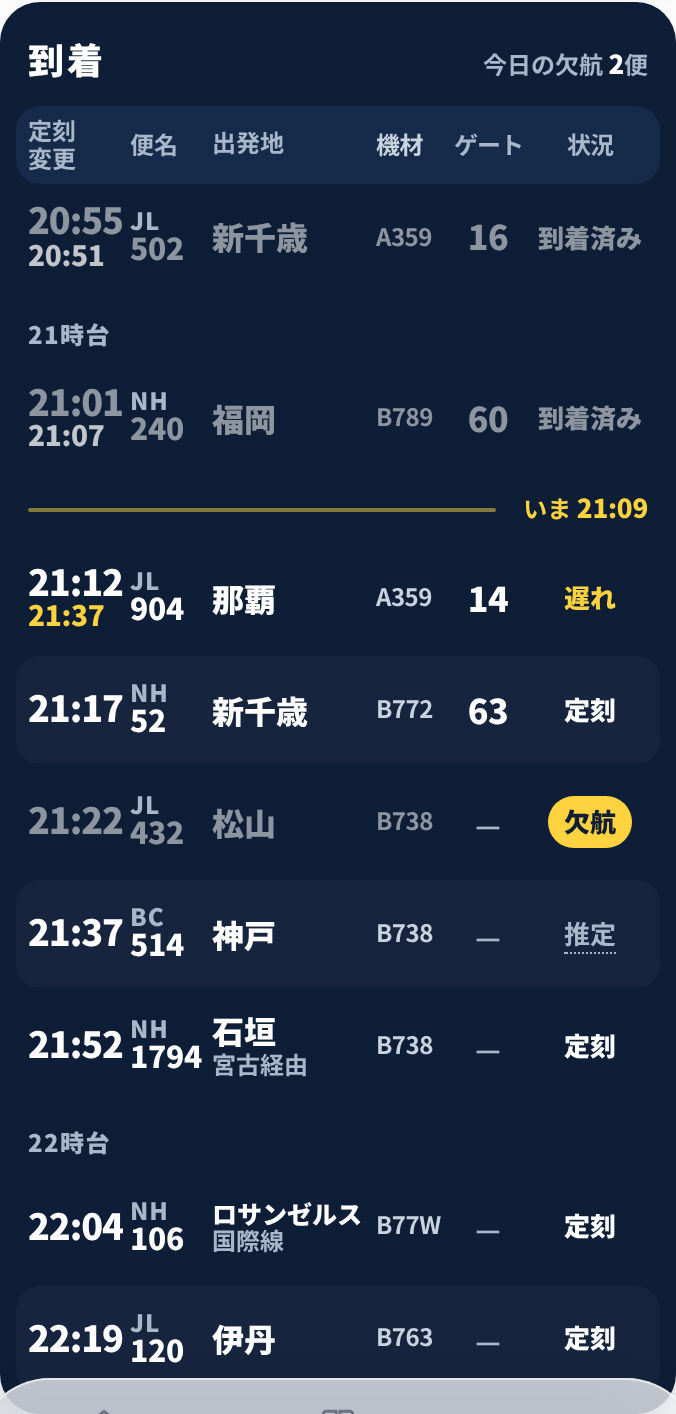 到着
今日の欠航 2便
定刻 便名 出発地 機材 ゲート 状況
変更
20:55 JL 新千歳 A359 16 到着済み
20:51 502
21時台
21:01 NH 福岡 B789 60 到着済み
21:07 240
いま 21:09
21:12 JL 那覇 A359 14 遅れ
21:37 904
21:17 NH 新千歳 B772 63 定刻
52
21:22 JL 松山 B738 — 欠航
432
21:37 BC 神戸 B738 — 推定
514
21:52 NH 石垣 B738 — 定刻
1794 宮古経由
22時台
22:04 NH ロサンゼルス B77W — 定刻
106 国際線
22:19 JL 伊丹 B763 — 定刻
120